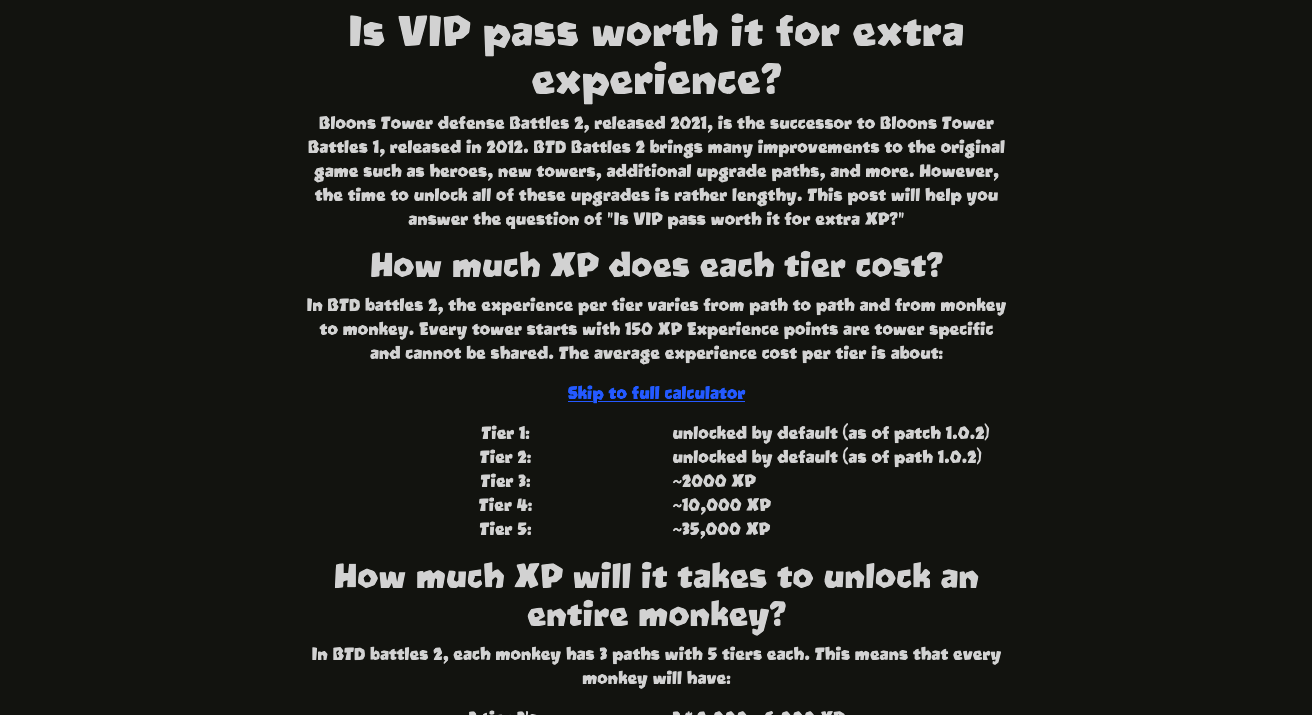 Is VIP pass worth it for extra
experience?
Bloons Tower defense Battles 2, released 2021, is the successor to Bloons Tower
Battles 1, released in 2012. BTD Battles 2 brings many improvements to the original
game such as heroes, new towers, additional upgrade paths, and more. However,
the time to unlock all of these upgrades is rather lengthy. This post will help you
answer the question of "Is VIP pass worth it for extra XP?"
How much XP does each tier cost?
In BTD battles 2, the experience per tier varies from path to path and from monkey
to monkey. Every tower starts with 150 XP Experience points are tower specific
and cannot be shared. The average experience cost per tier is about:
Skip to full calculator
Tier 1: unlocked by default (as of patch 1.0.2)
Tier 2: unlocked by default (as of path 1.0.2)
Tier 3: ~2000 XP
Tier 4: ~10,000 XP
Tier 5: ~35,000 XP
How much XP will it takes to unlock an
entire monkey?
In BTD battles 2, each monkey has 3 paths with 5 tiers each. This means that every
monkey will have: